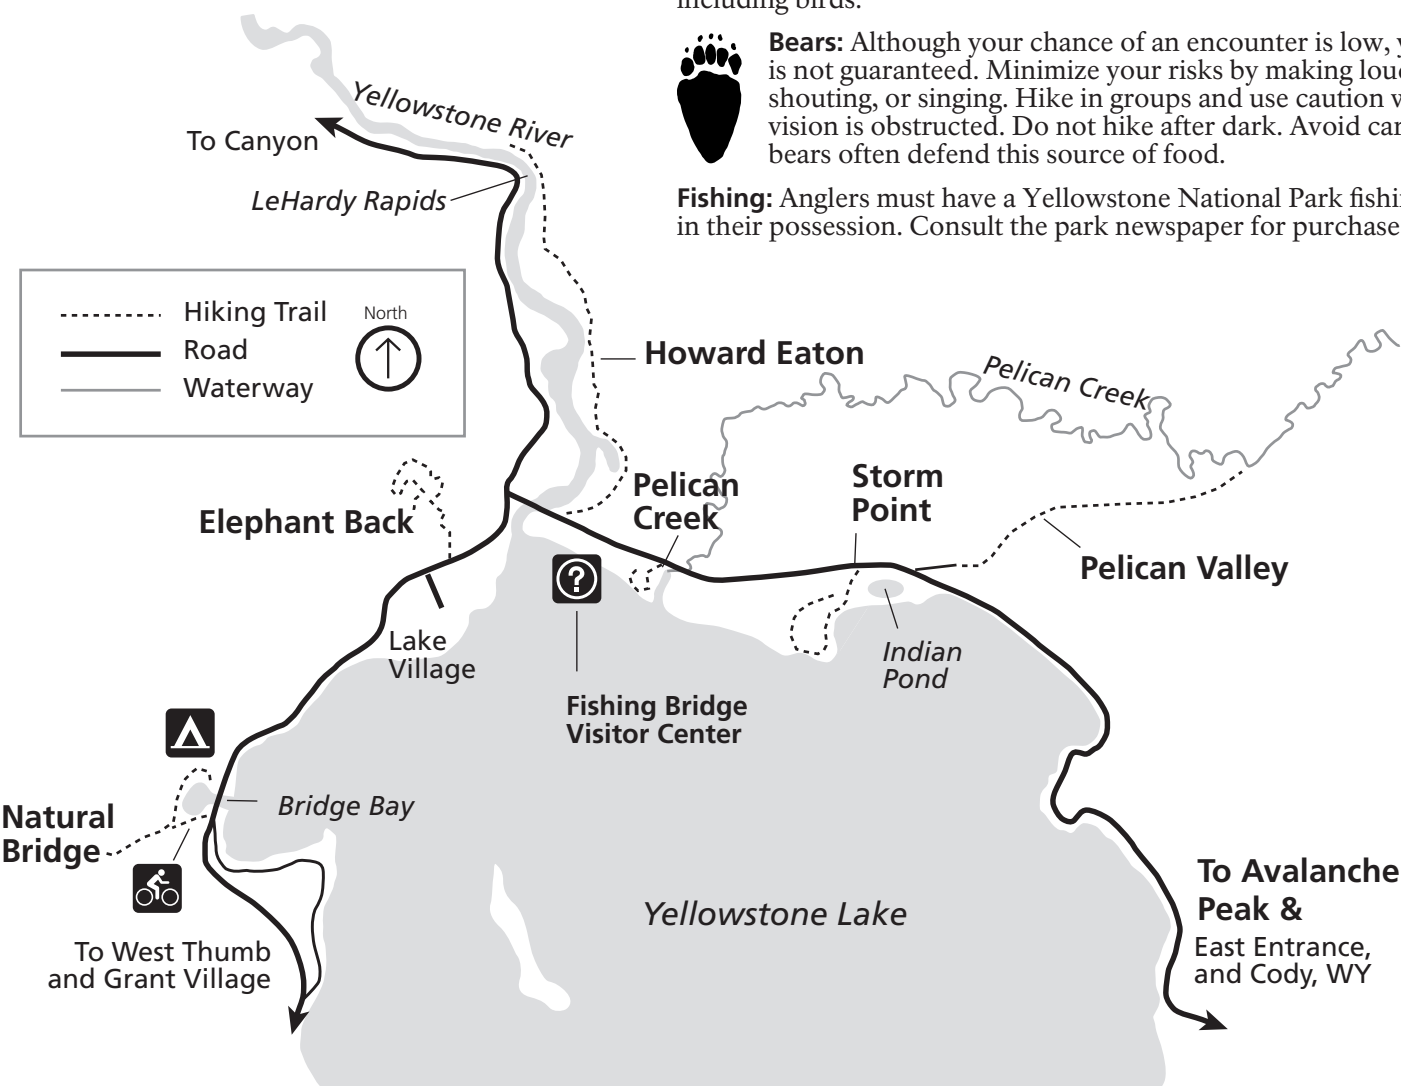 including birds.
Bears: Although your chance of an encounter is low, 
is not guaranteed. Minimize your risks by making
shouting, or singing. Hike in groups and use caution
vision is obstructed. Do not hike after dark. Avoid
bears often defend this source of food.
Fishing: Anglers must have a Yellowstone National Park
in their possession. Consult the park newspaper for purchase
Yellowstone River
To Canyon
LeHardy Rapids
Hiking Trail
Road
Waterway
North
Howard Eaton
Pelican Creek
Elephant Back
Pelican
Creek
Storm
Point
Pelican Valley
?
Lake
Village
Indian
Pond
Fishing Bridge
Visitor Center
Bridge Bay
Natural
Bridge
Yellowstone Lake
To West Thumb
and Grant Village
To Avalanche
Peak &
East Entrance,
and Cody, WY